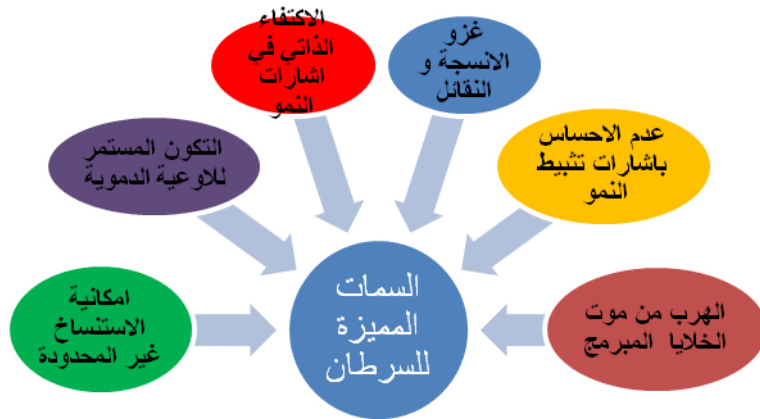 الاكتفاء
الذاتي في
اشارات
النمو
غزو
الانسجة و
النقائل
عدم الاحساس
باشارات تثبيط
النمو
التكون المستمر
للاوعية الدموية
الهرب من موت
الخلايا المبرمج
امكانية
الاستنساخ
غير المحدودة
السمات
المميزة
للسرطان